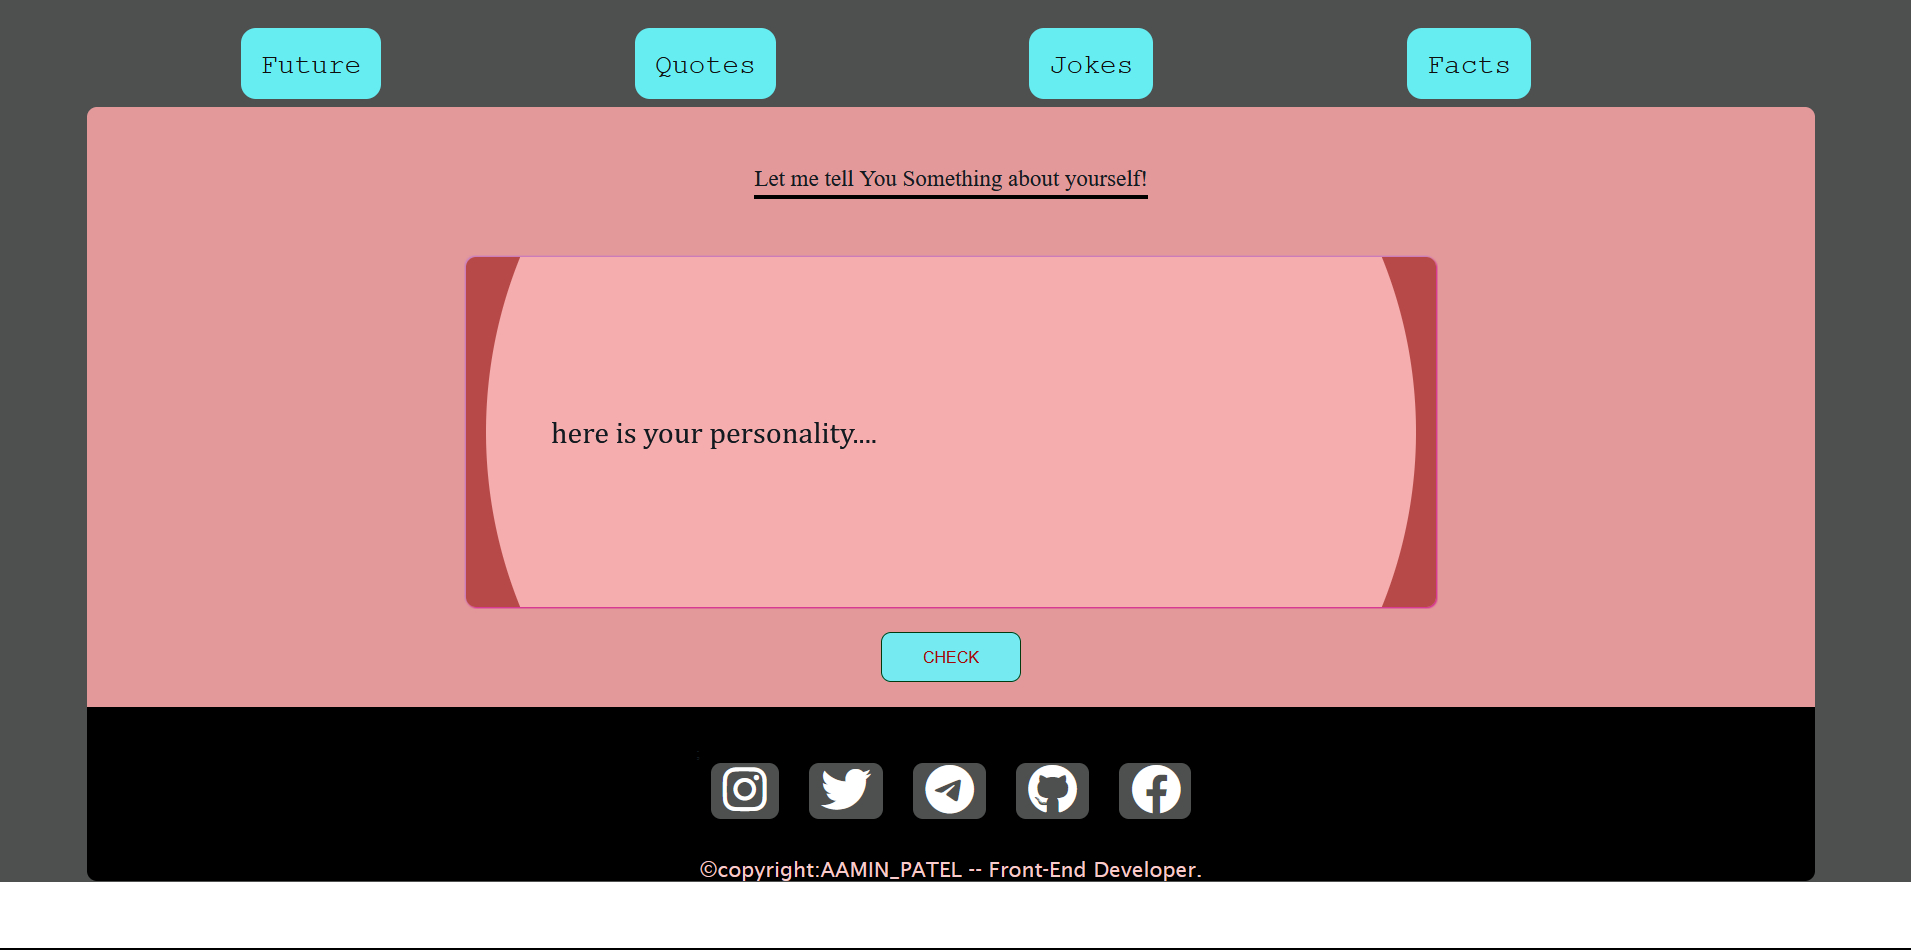 Future
Quotes
Jokes
Facts
Let me tell You Something about yourself!
here is your personality....
CHECK
©copyright:AAMIN_PATEL -- Front-End Developer.